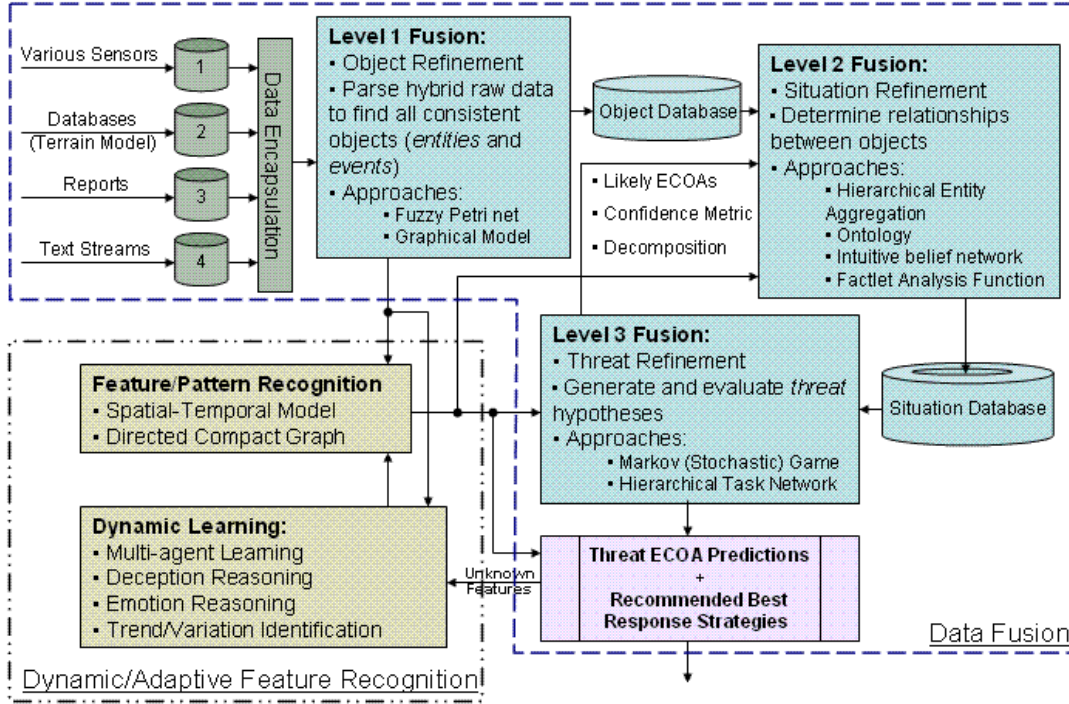 Various Sensors
1
Databases
(Terrain Model)
2
Reports
3
Text Streams
4
Data Encapsulation
Level 1 Fusion:
▪ Object Refinement
▪ Parse hybrid raw data
to find all consistent
objects (entities and
events)
▪ Approaches:
▪ Fuzzy Petri net
▪ Graphical Model
Object Database
Level 2 Fusion:
▪ Situation Refinement
▪ Determine relationships
between objects
▪ Approaches:
▪ Hierarchical Entity
Aggregation
▪ Ontology
▪ Intuitive belief network
▪ Factlet Analysis Function
▪ Likely ECOAs
▪ Confidence Metric
▪ Decomposition
Level 3 Fusion:
▪ Threat Refinement
▪ Generate and evaluate threat
hypotheses
▪ Approaches:
▪ Markov (Stochastic) Game
▪ Hierarchical Task Network
Situation Database
Feature/Pattern Recognition
▪ Spatial-Temporal Model
▪ Directed Compact Graph
Dynamic Learning:
▪ Multi-agent Learning
▪ Deception Reasoning
▪ Emotion Reasoning
▪ Trend/Variation Identification
Unknown
Features
Threat ECOA Predictions
+
Recommended Best
Response Strategies
Data Fusion
Dynamic/Adaptive Feature Recognition